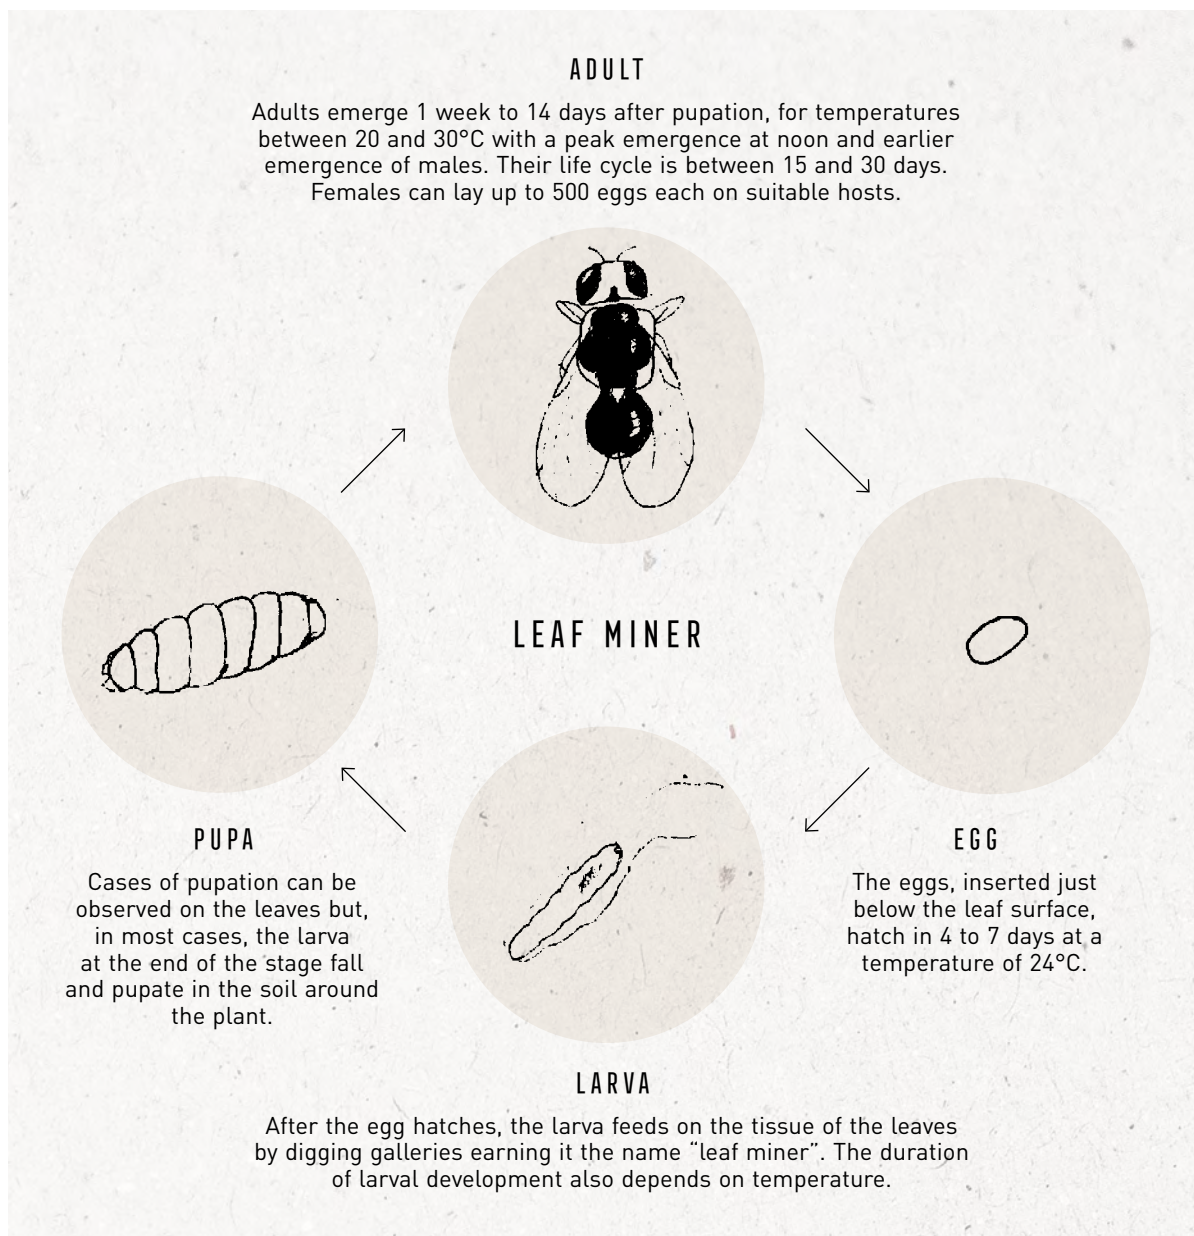 ADULT
Adults emerge 1 week to 14 days after pupation, for temperatures
between 20 and 30°C with a peak emergence at noon and earlier
emergence of males. Their life cycle is between 15 and 30 days.
Females can lay up to 500 eggs each on suitable hosts.
LEAF MINER
PUPA
Cases of pupation can be
observed on the leaves but,
in most cases, the larva
at the end of the stage fall
and pupate in the soil around
the plant.
EGG
The eggs, inserted just
below the leaf surface,
hatch in 4 to 7 days at a
temperature of 24°C.
LARVA
After the egg hatches, the larva feeds on the tissue of the leaves
by digging galleries earning it the name “leaf miner”. The duration
of larval development also depends on temperature.